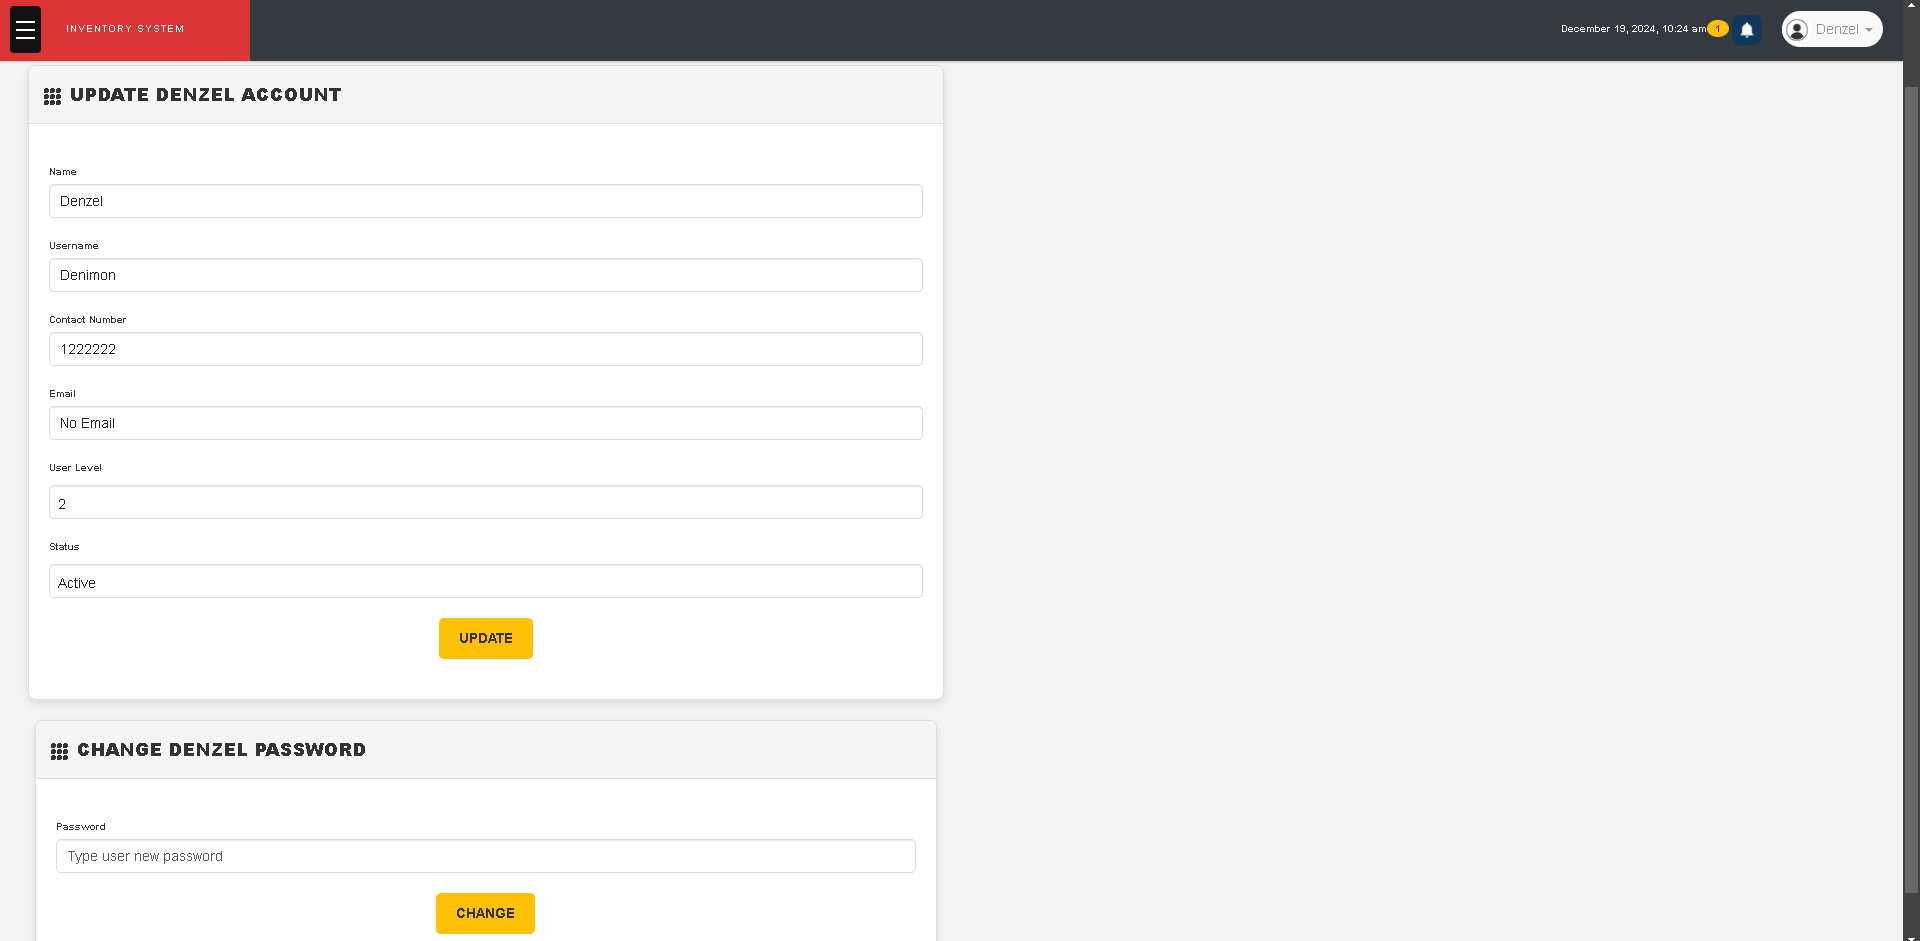 INVENTORY SYSTEM
December 19, 2024, 10:24 am 1
Denzel
UPDATE DENZEL ACCOUNT
Name
Denzel
Username
Denimon
Contact Number
1222222
Email
No Email
User Level
2
Status
Active
UPDATE
CHANGE DENZEL PASSWORD
Password
Type user new password
CHANGE